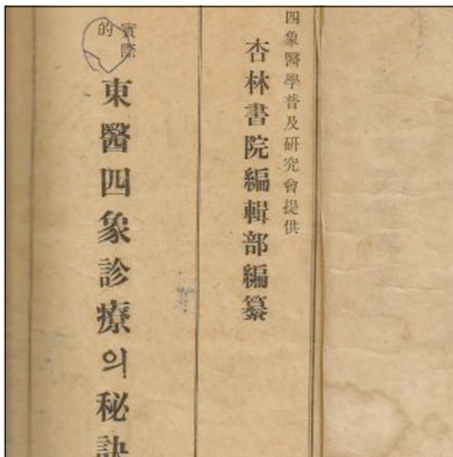 四象醫學普及研究會提供
杏林書院編輯部編纂
實際的
東醫四象診療의秘訣